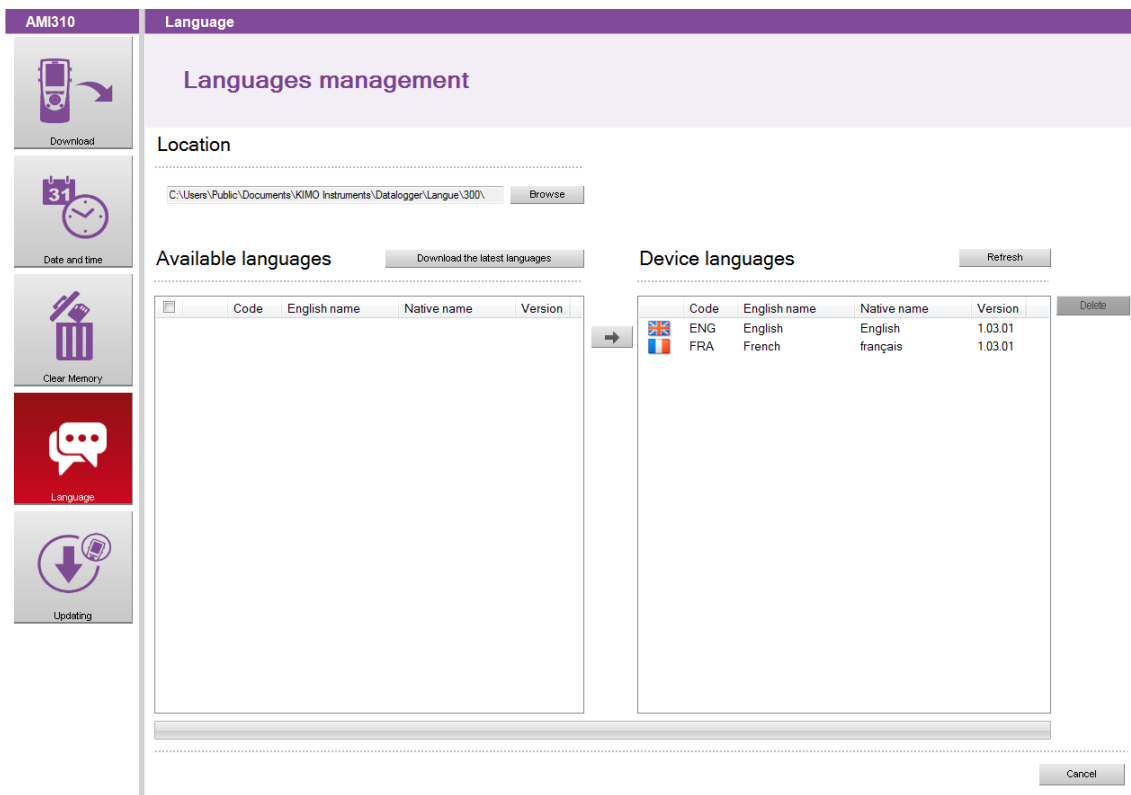 AMI310
Language
Download
31
Date and time
Clear Memory
Language
Updating
Languages management
Location
C:\Users\Public\Documents\KIMO Instruments\Datalogger\Langue\300\ Browse
Available languages Download the latest languages
Code English name Native name Version
Device languages Refresh
Code English name Native name Version Delete
ENG English English 1.03.01
FRA French français 1.03.01
Cancel